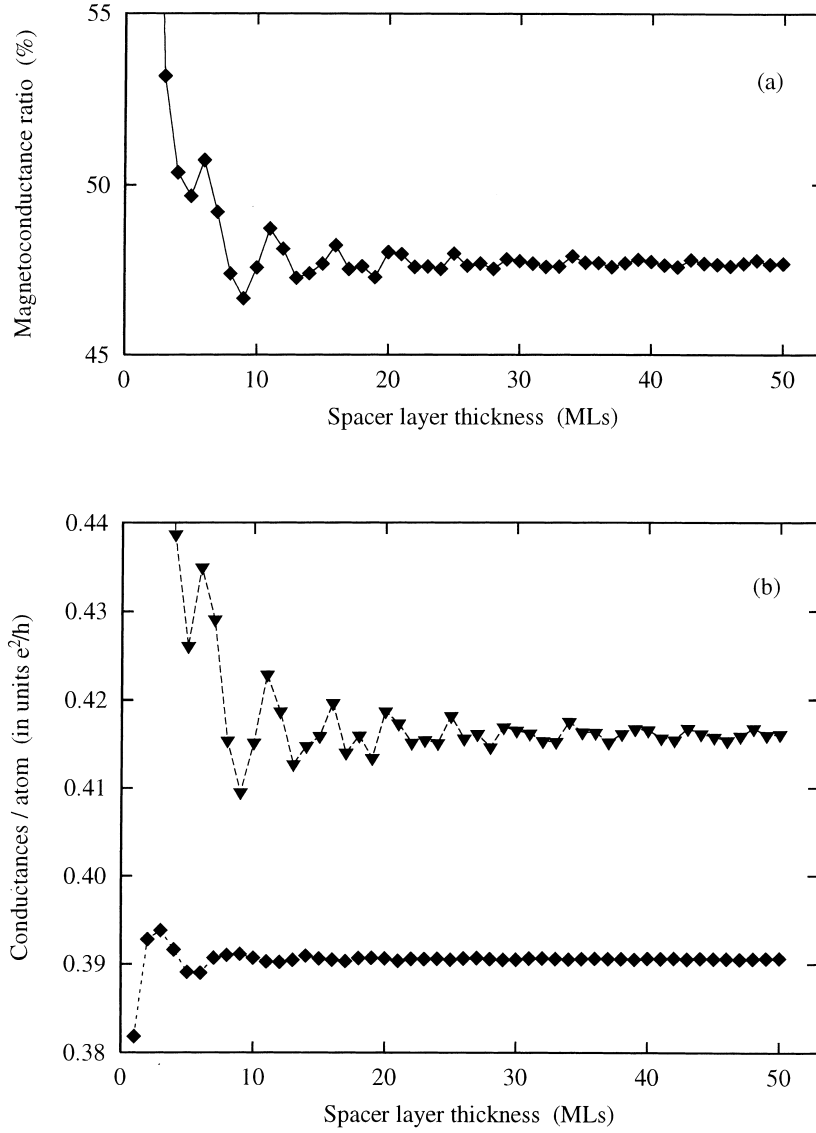 55
(a)
50
45
Magnetoconductance ratio (%)
0 10 20 30 40 50
Spacer layer thickness (MLs)
0.44
(b)
0.43
0.42
0.41
0.40
0.39
0.38
Conductances / atom (in units e²/h)
0 10 20 30 40 50
Spacer layer thickness (MLs)